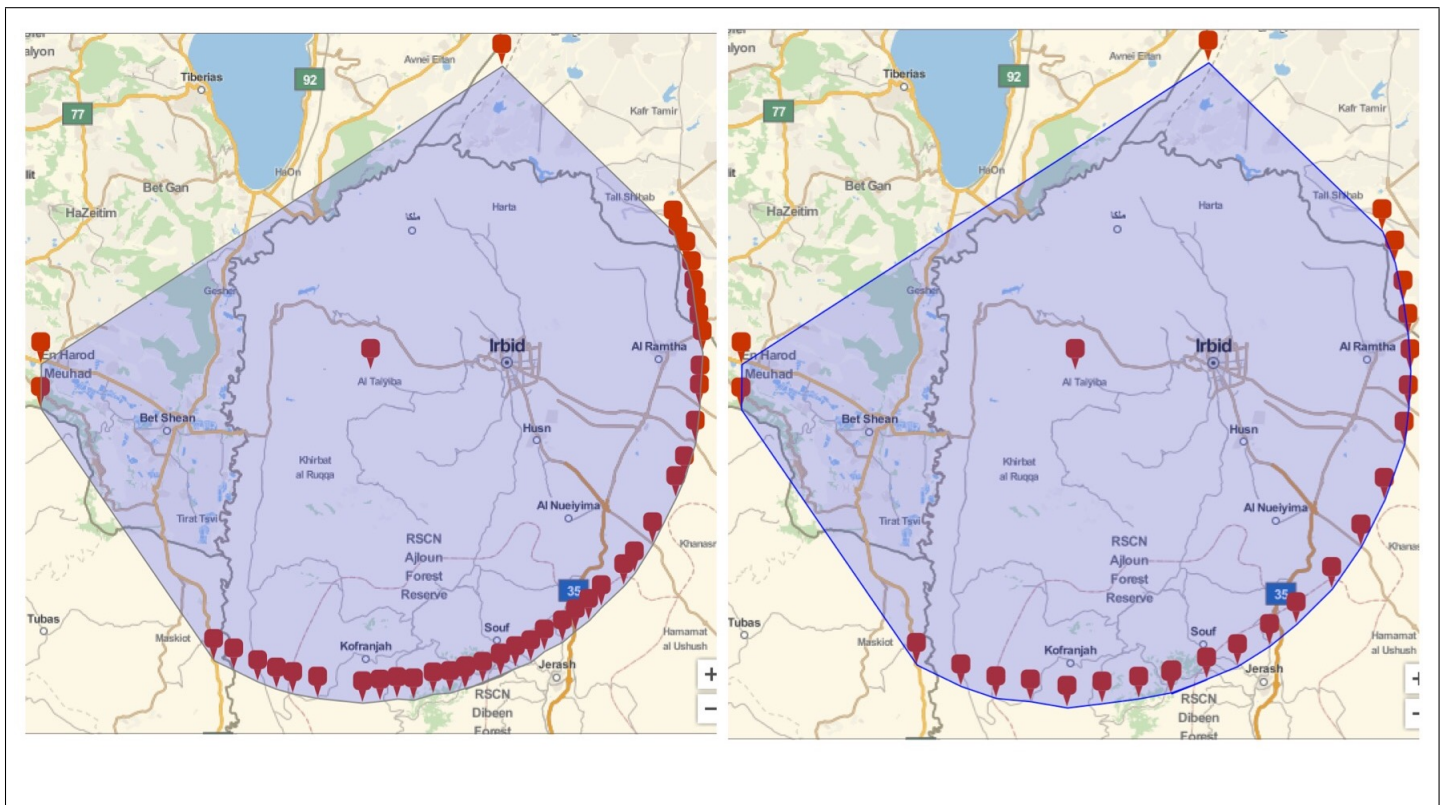 alyon
Tiberias
92
Avnei Eitan
77
Kafr Tamir
lit
HaOn
Bet Gan
Tall Shihab
HaZeitim
ملكا
Harta
Gesher
Irbid
Al Ramtha
En Harod
Meuhad
Al Taiyiba
Bet Shean
Husn
Khirbat
al Ruqqa
Al Nueiyima
Tirat Tsvi
RSCN
Ajloun
Forest
Reserve
Khanasr
35
Tubas
Maskiot
Souf
Kofranjah
Hamamat
al Ushush
Jerash
+
RSCN
Dibeen
Forest
−
alyon
Tiberias
92
Avnei Eitan
77
Kafr Tamir
lit
HaOn
Bet Gan
Tall Shihab
HaZeitim
ملكا
Harta
Gesher
Irbid
Al Ramtha
En Harod
Meuhad
Al Taiyiba
Bet Shean
Husn
Khirbat
al Ruqqa
Al Nueiyima
Tirat Tsvi
RSCN
Ajloun
Forest
Reserve
Khanas
35
Tubas
Maskiot
Souf
Kofranjah
Hamamat
al Ushush
Jerash
+
RSCN
Dibeen
Forest
−